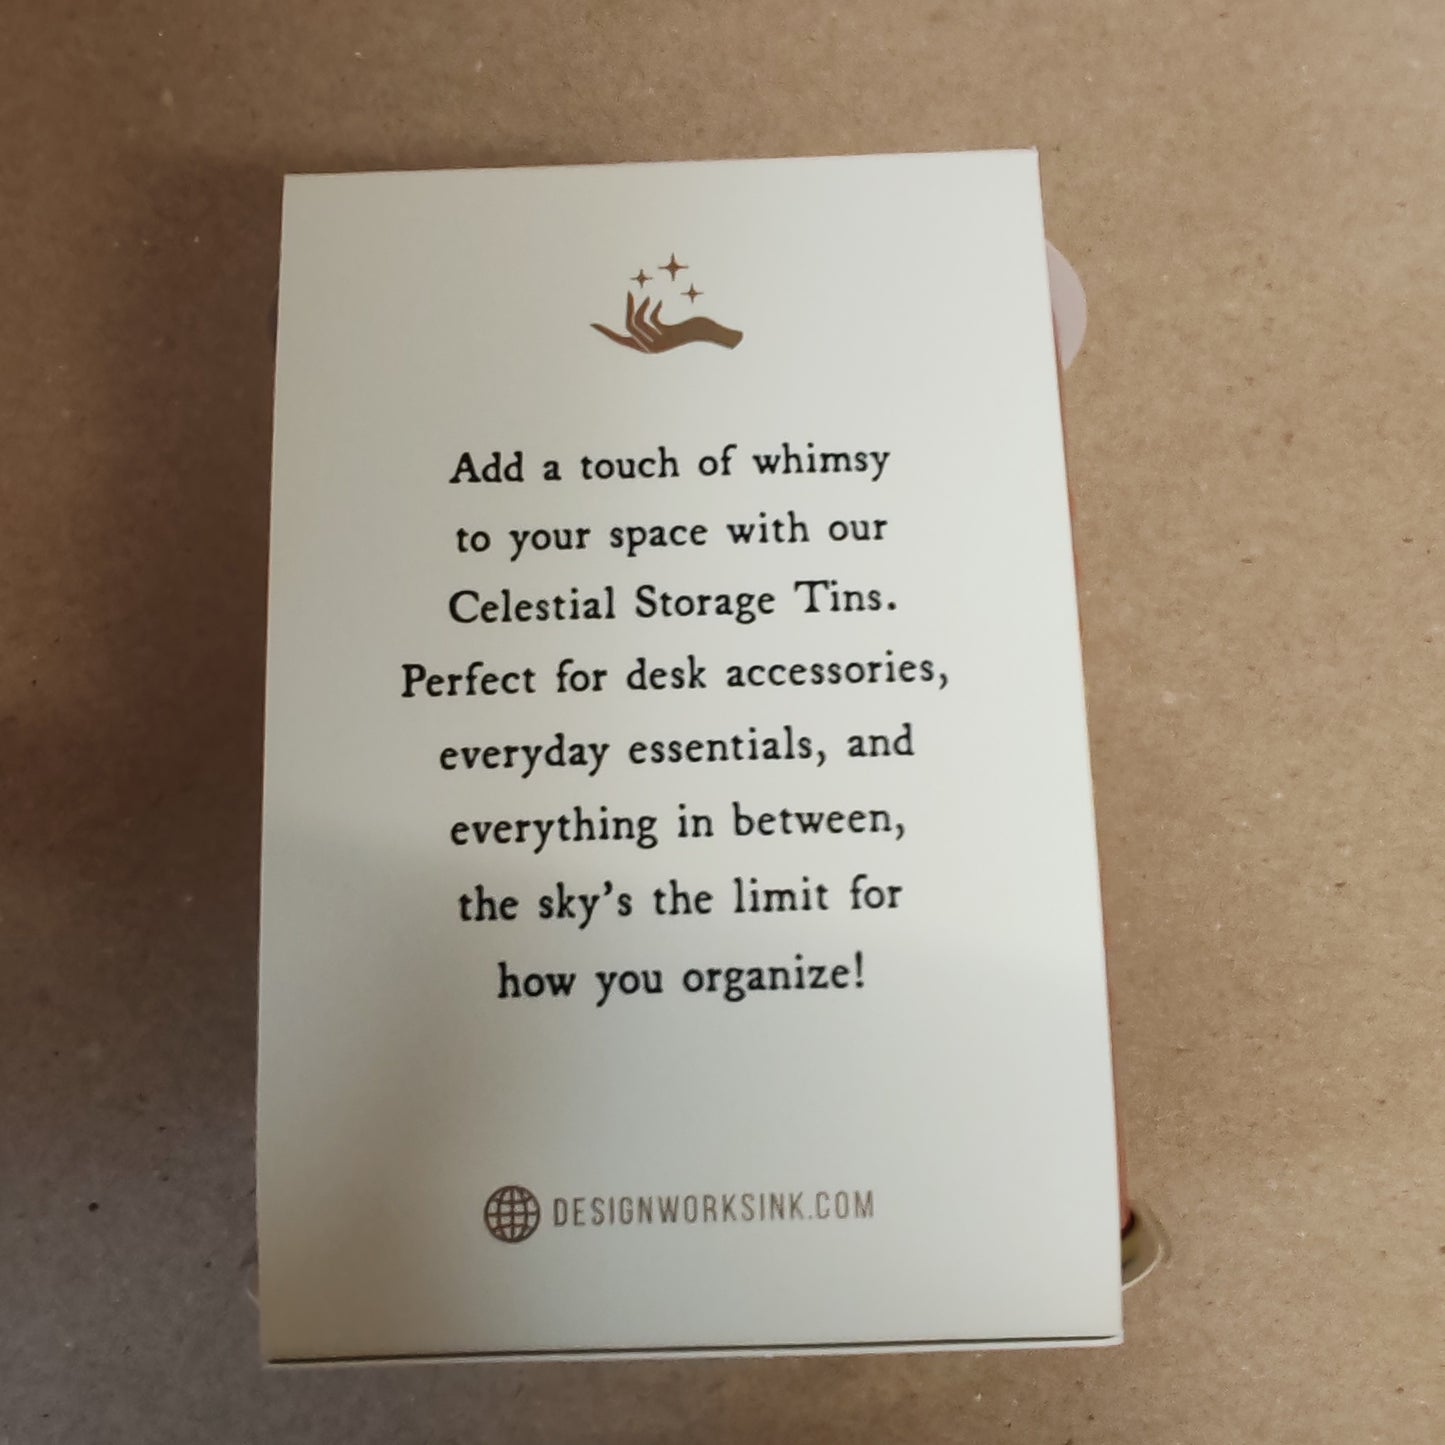 Add a touch of whimsy
to your space with our
Celestial Storage Tins.
Perfect for desk accessories,
everyday essentials, and
everything in between,
the sky’s the limit for
how you organize!
DESIGNWORKSINK.COM